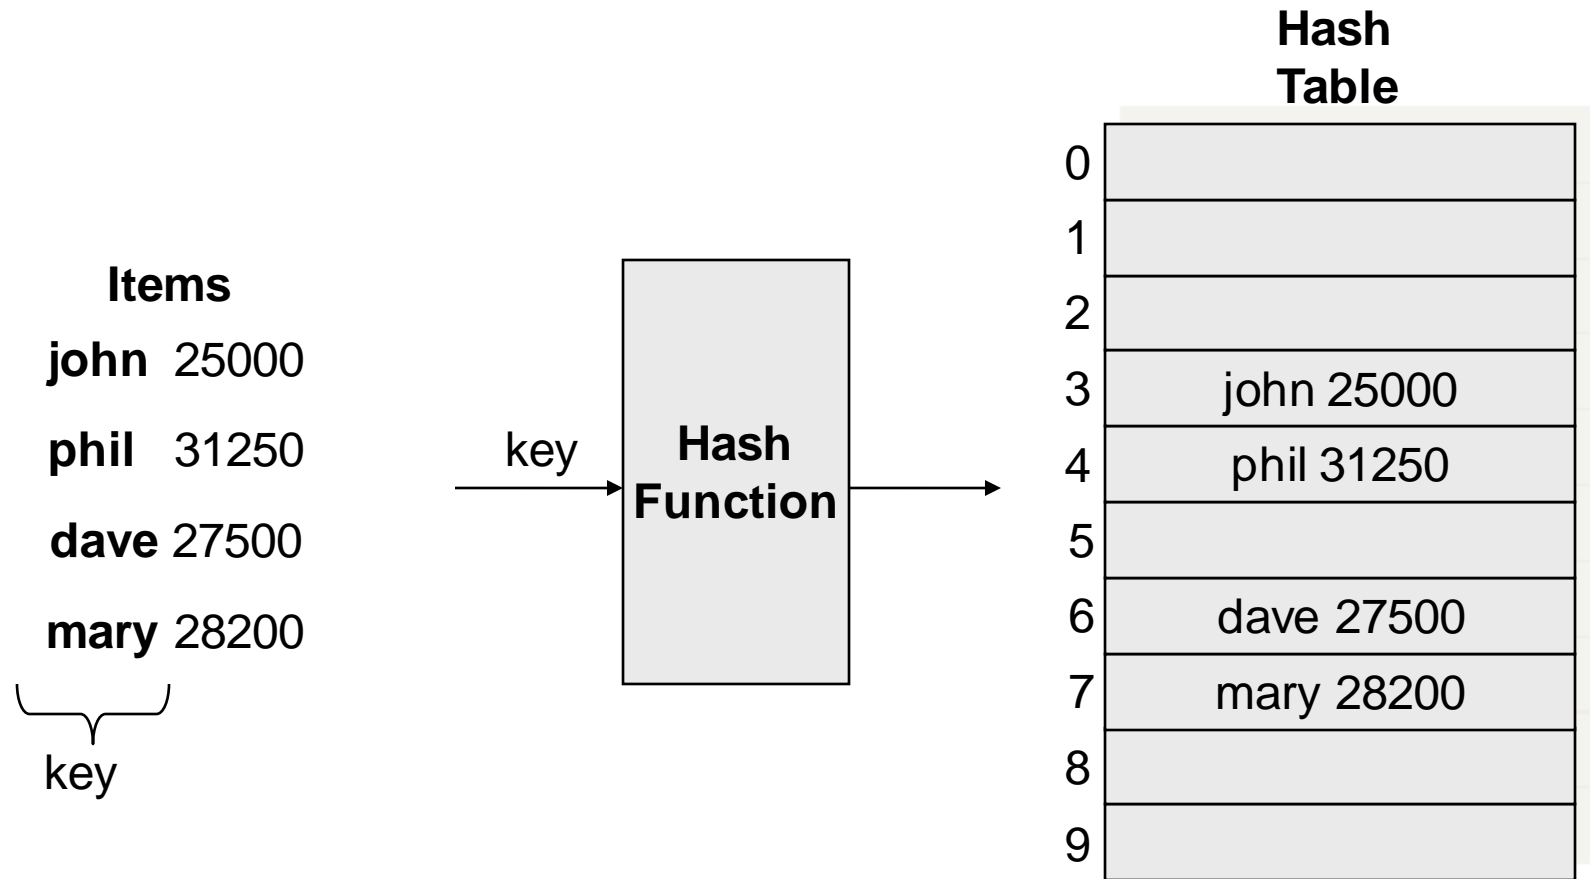 Items
john 25000
phil 31250
dave 27500
mary 28200
key
key
Hash
Function
Hash
Table
0
1
2
3 john 25000
4 phil 31250
5
6 dave 27500
7 mary 28200
8
9